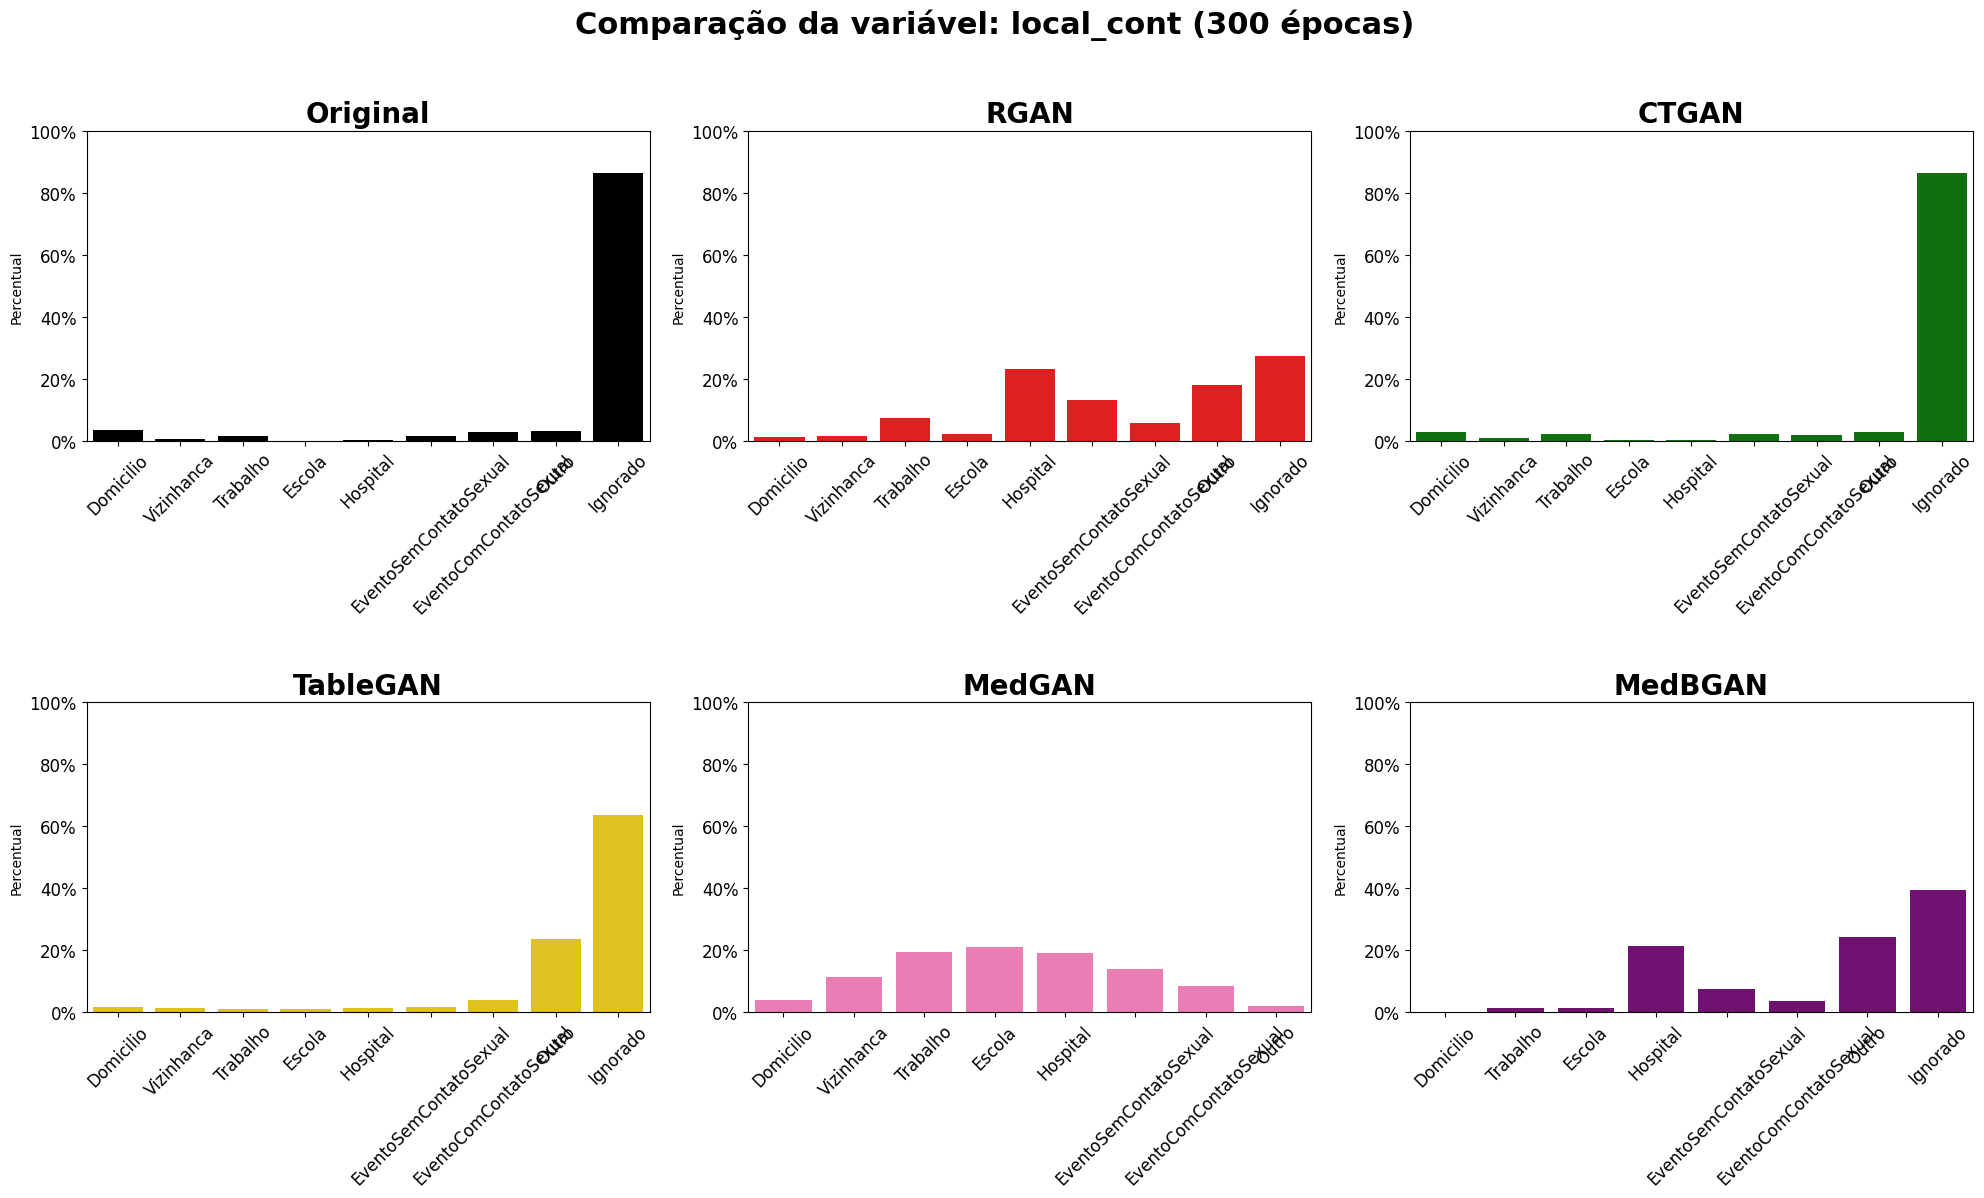 Comparação da variável: local_cont (300 épocas)
Original
100%
80%
60%
40%
20%
0%
Percentual
Domicilio
Vizinhanca
Trabalho
Escola
Hospital
EventoSemContatoSexual
EventoComContatoSexual
Outro
Ignorado
RGAN
100%
80%
60%
40%
20%
0%
Percentual
Domicilio
Vizinhanca
Trabalho
Escola
Hospital
EventoSemContatoSexual
EventoComContatoSexual
Outro
Ignorado
CTGAN
100%
80%
60%
40%
20%
0%
Percentual
Domicilio
Vizinhanca
Trabalho
Escola
Hospital
EventoSemContatoSexual
EventoComContatoSexual
Outro
Ignorado
TableGAN
100%
80%
60%
40%
20%
0%
Percentual
Domicilio
Vizinhanca
Trabalho
Escola
Hospital
EventoSemContatoSexual
EventoComContatoSexual
Outro
Ignorado
MedGAN
100%
80%
60%
40%
20%
0%
Percentual
Domicilio
Vizinhanca
Trabalho
Escola
Hospital
EventoSemContatoSexual
EventoComContatoSexual
Outro
MedBGAN
100%
80%
60%
40%
20%
0%
Percentual
Domicilio
Trabalho
Escola
Hospital
EventoSemContatoSexual
EventoComContatoSexual
Outro
Ignorado